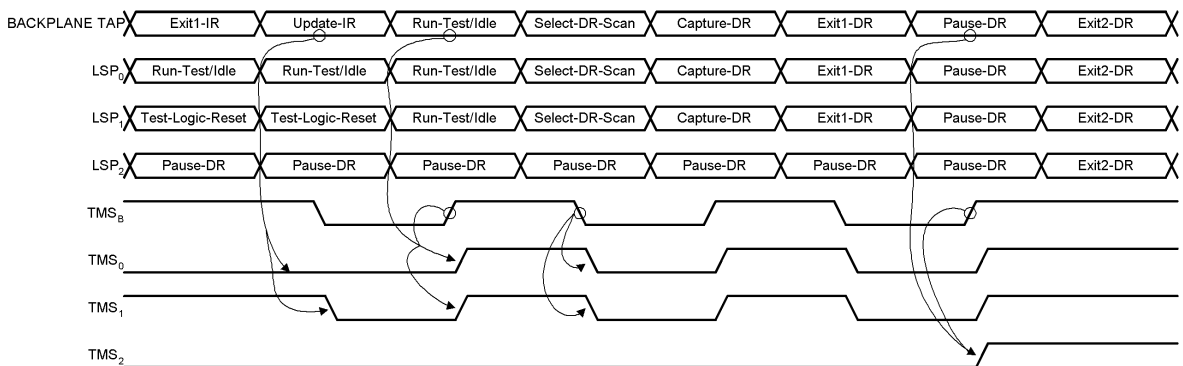 BACKPLANE TAP Exit1-IR Update-IR Run-Test/Idle Select-DR-Scan Capture-DR Exit1-DR Pause-DR Exit2-DR
LSP0 Run-Test/Idle Run-Test/Idle Run-Test/Idle Select-DR-Scan Capture-DR Exit1-DR Pause-DR Exit2-DR
LSP1 Test-Logic-Reset Test-Logic-Reset Run-Test/Idle Select-DR-Scan Capture-DR Exit1-DR Pause-DR Exit2-DR
LSP2 Pause-DR Pause-DR Pause-DR Pause-DR Pause-DR Pause-DR Pause-DR Exit2-DR
TMSB
TMS0
TMS1
TMS2